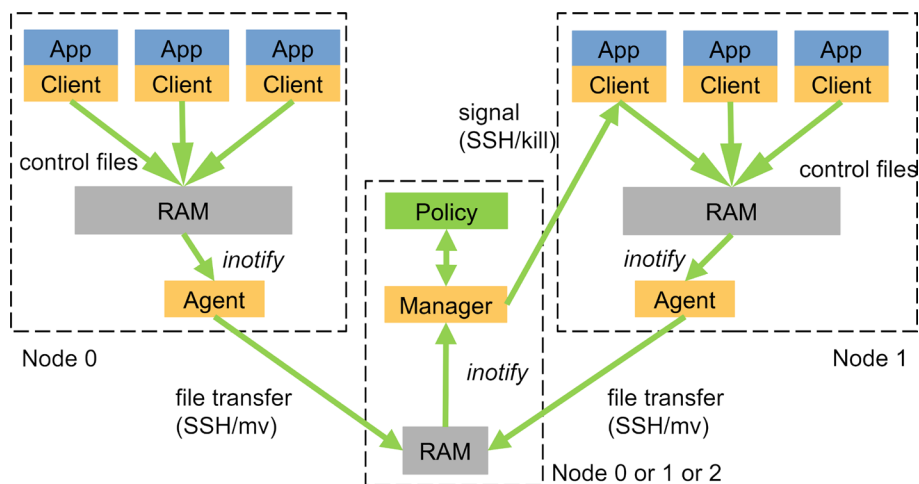 App
App
App
Client
Client
Client
control files
RAM
inotify
Agent
Node 0
file transfer
(SSH/mv)
signal
(SSH/kill)
Policy
Manager
inotify
RAM
Node 0 or 1 or 2
App
App
App
Client
Client
Client
control files
RAM
inotify
Agent
Node 1
file transfer
(SSH/mv)